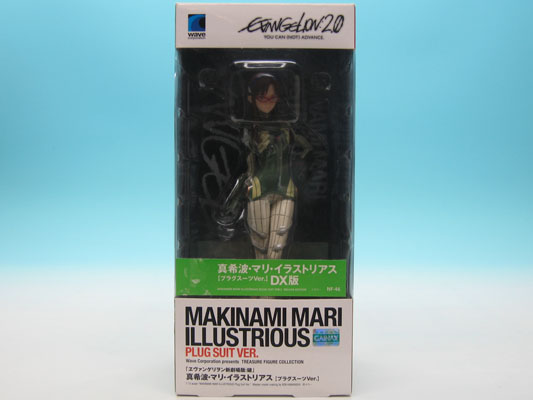 wave
EVANGELION:2.0
YOU CAN (NOT) ADVANCE.
真希波・マリ・イラストリアス
[プラグスーツVer.] DX版
NF-46
MAKINAMI MARI
ILLUSTRIOUS
PLUG SUIT VER.
GAINAX
Wave Corporation presents TREASURE FIGURE COLLECTION
「ヱヴァンゲリヲン新劇場版:破」
真希波・マリ・イラストリアス [プラグスーツVer.]